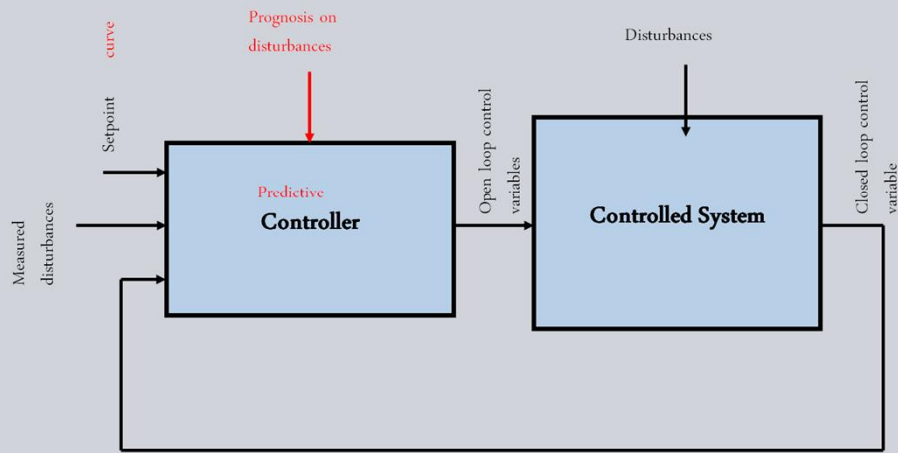 Prognosis on
disturbances
Disturbances
Setpoint curve
Measured
disturbances
Predictive
Controller
Open loop control
variables
Controlled System
Closed loop control
variable